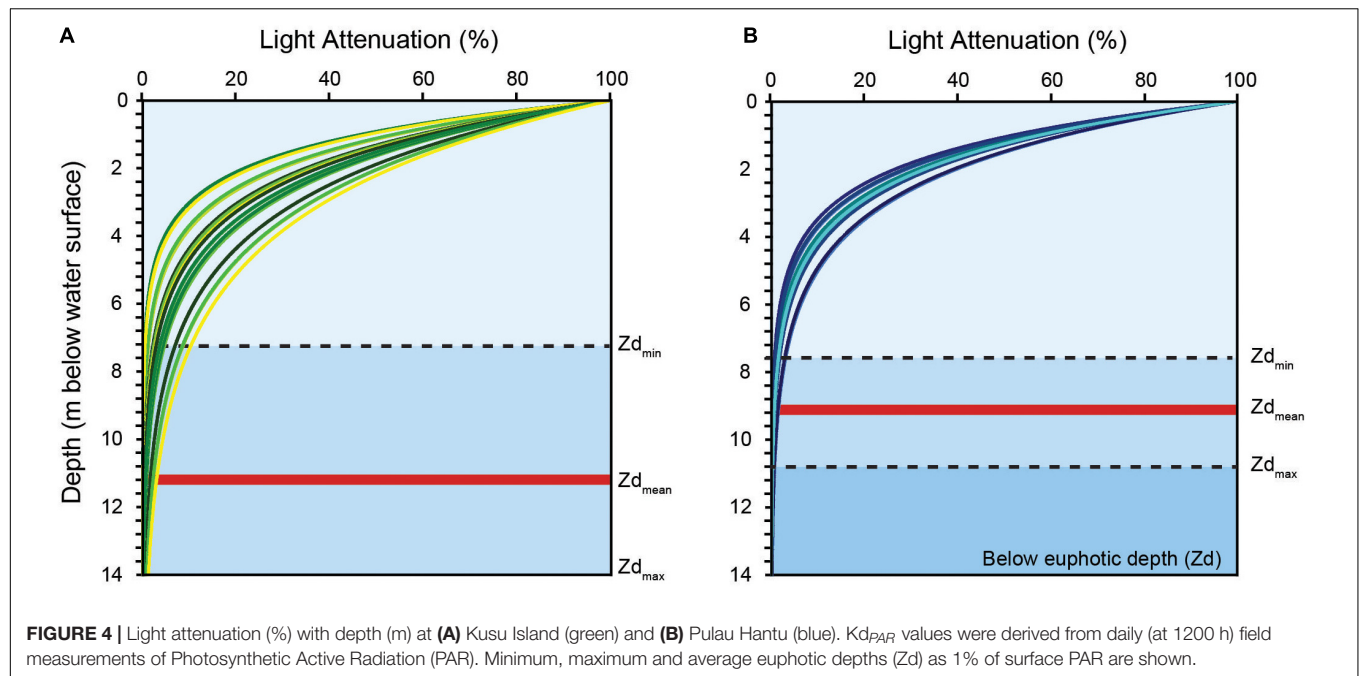 A
Light Attenuation (%)
0 20 40 60 80 100
Depth (m below water surface)
0
2
4
6
8
10
12
14
Zdmin
Zdmean
Zdmax
B
Light Attenuation (%)
0 20 40 60 80 100
0
2
4
6
8
10
12
14
Zdmin
Zdmean
Zdmax
Below euphotic depth (Zd)
FIGURE 4 | Light attenuation (%) with depth (m) at (A) Kusu Island (green) and (B) Pulau Hantu (blue). KdPAR values were derived from daily (at 1200 h) field
measurements of Photosynthetic Active Radiation (PAR). Minimum, maximum and average euphotic depths (Zd) as 1% of surface PAR are shown.